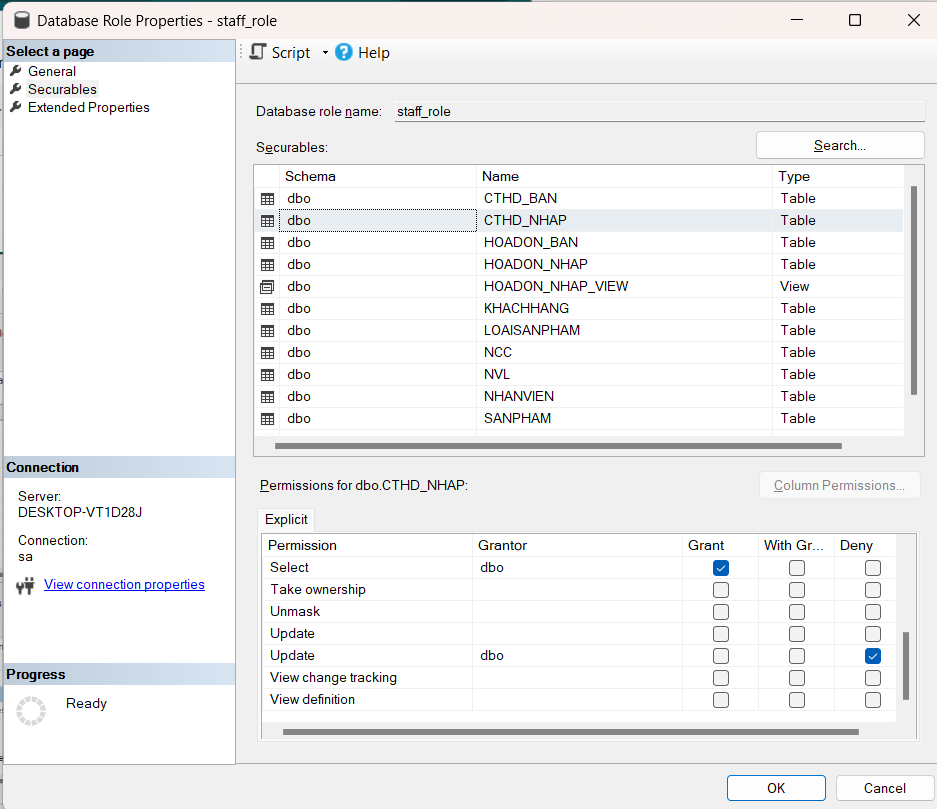 Database Role Properties - staff_role
Select a page
General
Securables
Extended Properties
Script
Help
Database role name: staff_role
Securables:
Search...
Schema Name Type
dbo CTHD_BAN Table
dbo CTHD_NHAP Table
dbo HOADON_BAN Table
dbo HOADON_NHAP Table
dbo HOADON_NHAP_VIEW View
dbo KHACHHANG Table
dbo LOAISANPHAM Table
dbo NCC Table
dbo NVL Table
dbo NHANVIEN Table
dbo SANPHAM Table
Connection
Server:
DESKTOP-VT1D28J
Connection:
sa
View connection properties
Progress
Ready
Permissions for dbo.CTHD_NHAP:
Column Permissions...
Explicit
Permission Grantor Grant With Gr... Deny
Select dbo
Take ownership
Unmask
Update
Update dbo
View change tracking
View definition
OK Cancel